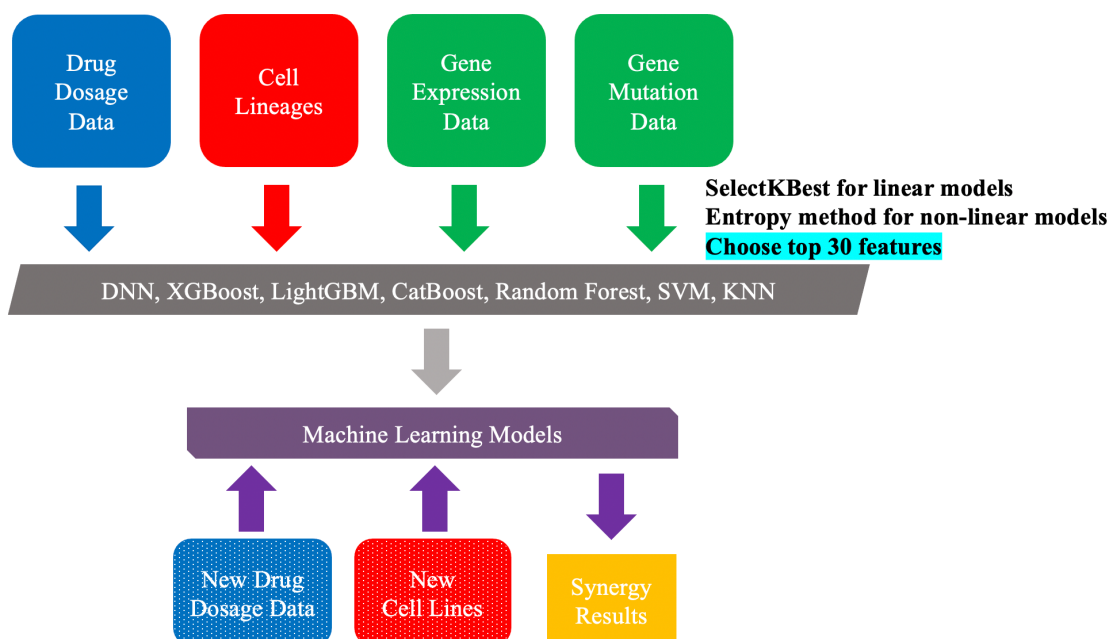 Drug
Dosage
Data
Cell
Lineages
Gene
Expression
Data
Gene
Mutation
Data
SelectKBest for linear models
Entropy method for non-linear models
Choose top 30 features
DNN, XGBoost, LightGBM, CatBoost, Random Forest, SVM, KNN
Machine Learning Models
New Drug
Dosage Data
New
Cell Lines
Synergy
Results